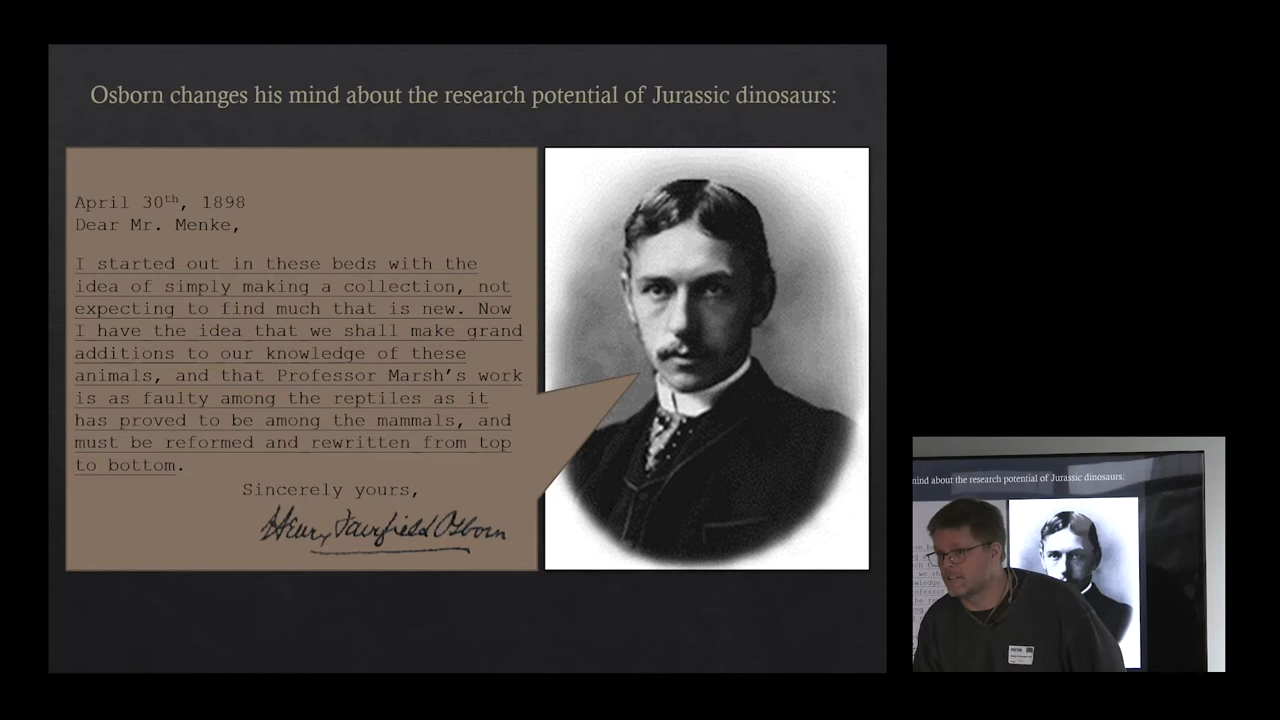 Osborn changes his mind about the research potential of Jurassic dinosaurs:
April 30th, 1898
Dear Mr. Menke,
I started out in these beds with the
idea of simply making a collection, not
expecting to find much that is new. Now
I have the idea that we shall make grand
additions to our knowledge of these
animals, and that Professor Marsh's work
is as faulty among the reptiles as it
has proved to be among the mammals, and
must be reformed and rewritten from top
to bottom.
Sincerely yours,
Henry Fairfield Osborn
mind about the research potential of Jurassic dinosaurs: